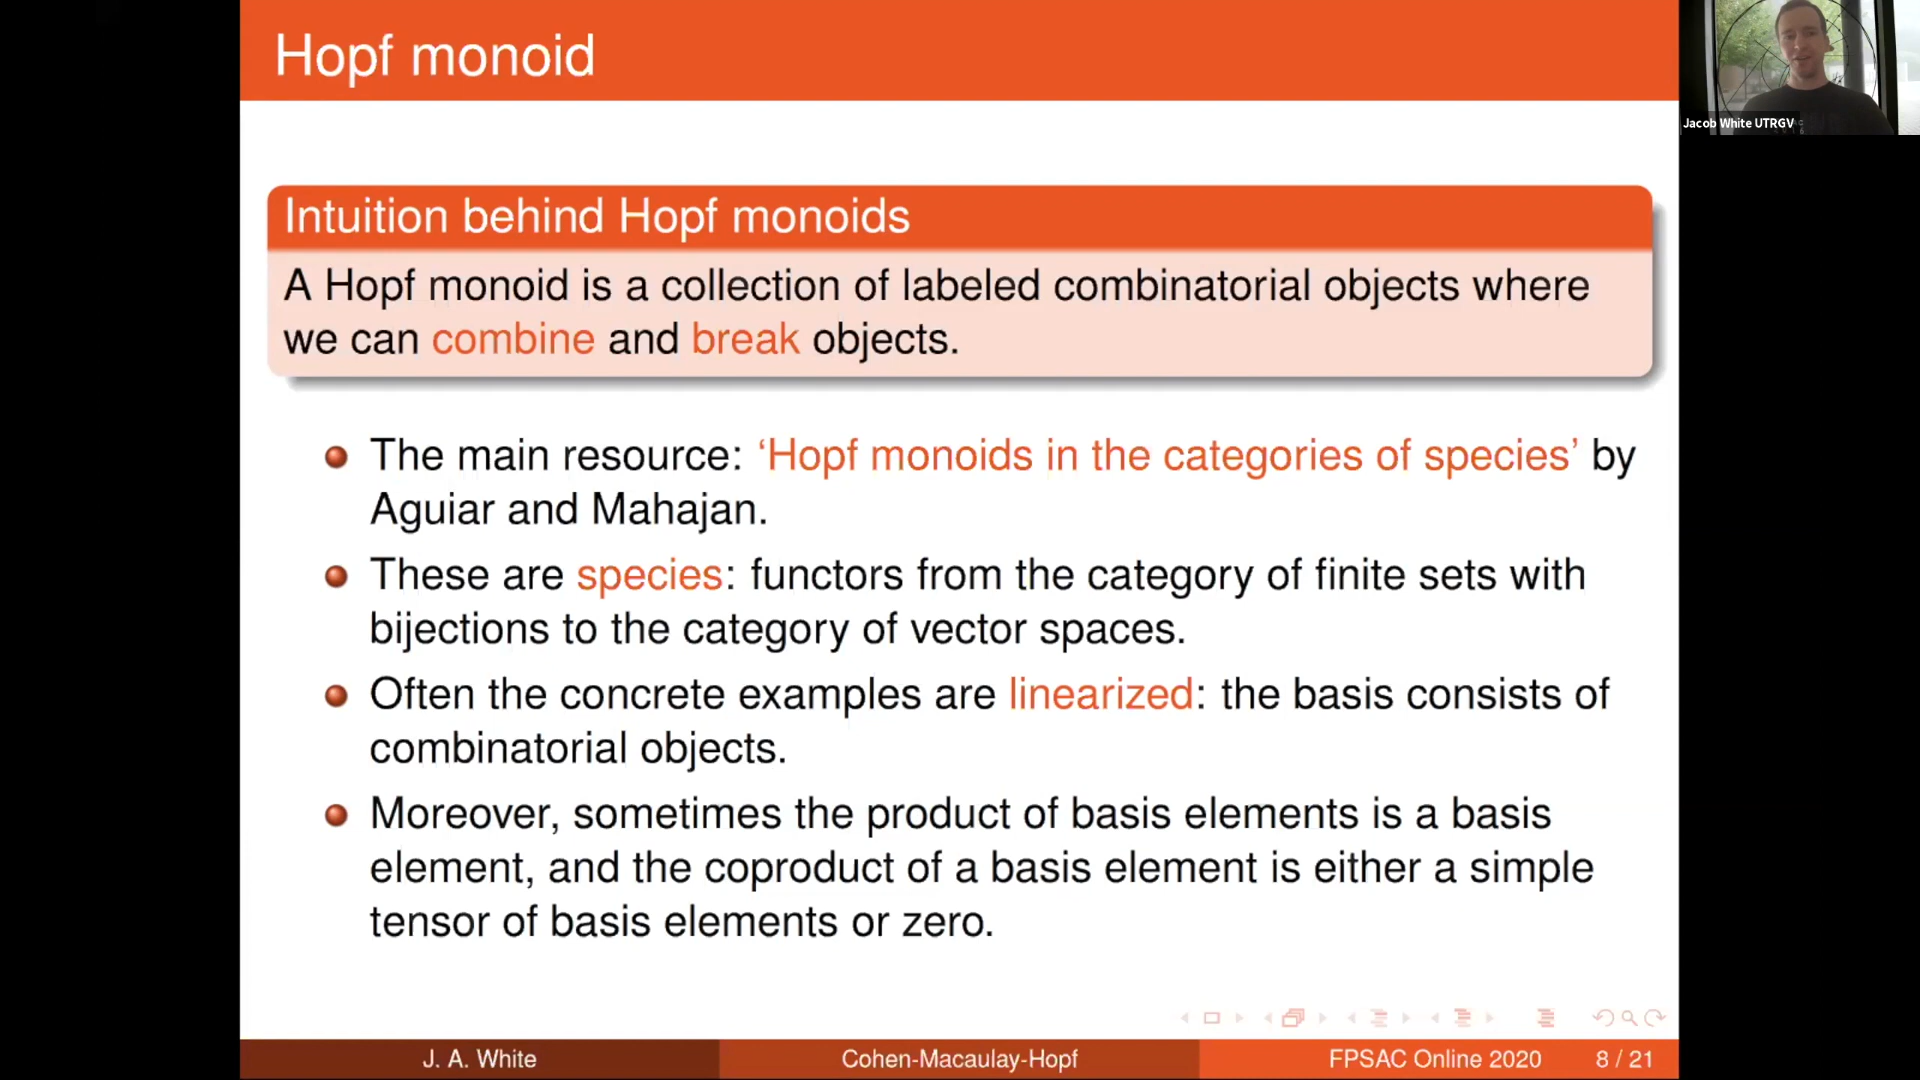 Hopf monoid
Jacob White UTRGV
Intuition behind Hopf monoids
A Hopf monoid is a collection of labeled combinatorial objects where
we can combine and break objects.
The main resource: ‘Hopf monoids in the categories of species’ by
Aguiar and Mahajan.
These are species: functors from the category of finite sets with
bijections to the category of vector spaces.
Often the concrete examples are linearized: the basis consists of
combinatorial objects.
Moreover, sometimes the product of basis elements is a basis
element, and the coproduct of a basis element is either a simple
tensor of basis elements or zero.
J. A. White
Cohen-Macaulay-Hopf
FPSAC Online 2020 8 / 21